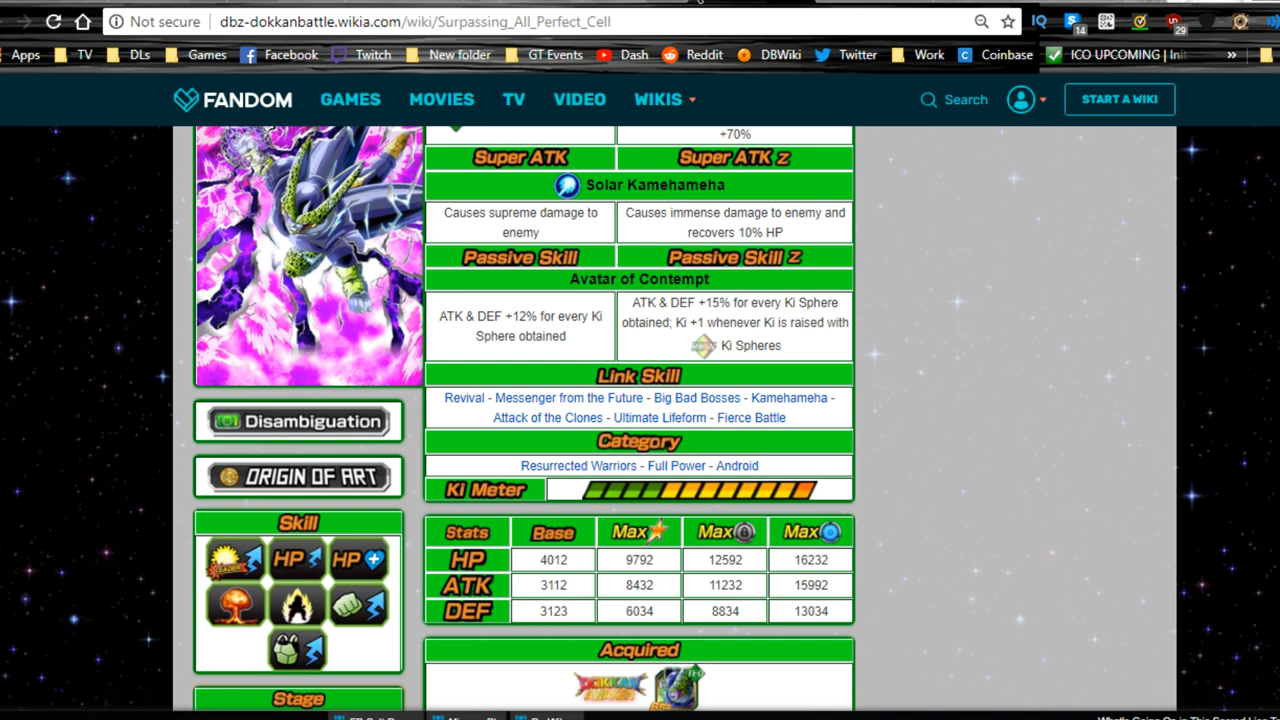 Not secure
dbz-dokkanbattle.wikia.com/wiki/Surpassing_All_Perfect_Cell
IQ
14
29
Apps TV DLs Games Facebook Twitch New folder GT Events Dash Reddit DBWiki Twitter Work Coinbase ICO UPCOMING | Init »
FANDOM GAMES MOVIES TV VIDEO WIKIS Search START A WIKI
+70%
Super ATK Super ATK Z
Solar Kamehameha
Causes supreme damage to enemy
Causes immense damage to enemy and recovers 10% HP
Passive Skill Passive Skill Z
Avatar of Contempt
ATK & DEF +12% for every Ki Sphere obtained
ATK & DEF +15% for every Ki Sphere obtained; Ki +1 whenever Ki is raised with Ki Spheres
Link Skill
Revival - Messenger from the Future - Big Bad Bosses - Kamehameha -
Attack of the Clones - Ultimate Lifeform - Fierce Battle
Category
Resurrected Warriors - Full Power - Android
Ki Meter
Disambiguation
ORIGIN OF ART
Skill
LEADER HP HP
Stage
Stats Base Max Max Max
HP 4012 9792 12592 16232
ATK 3112 8432 11232 15992
DEF 3123 6034 8834 13034
Acquired
DOKKAN